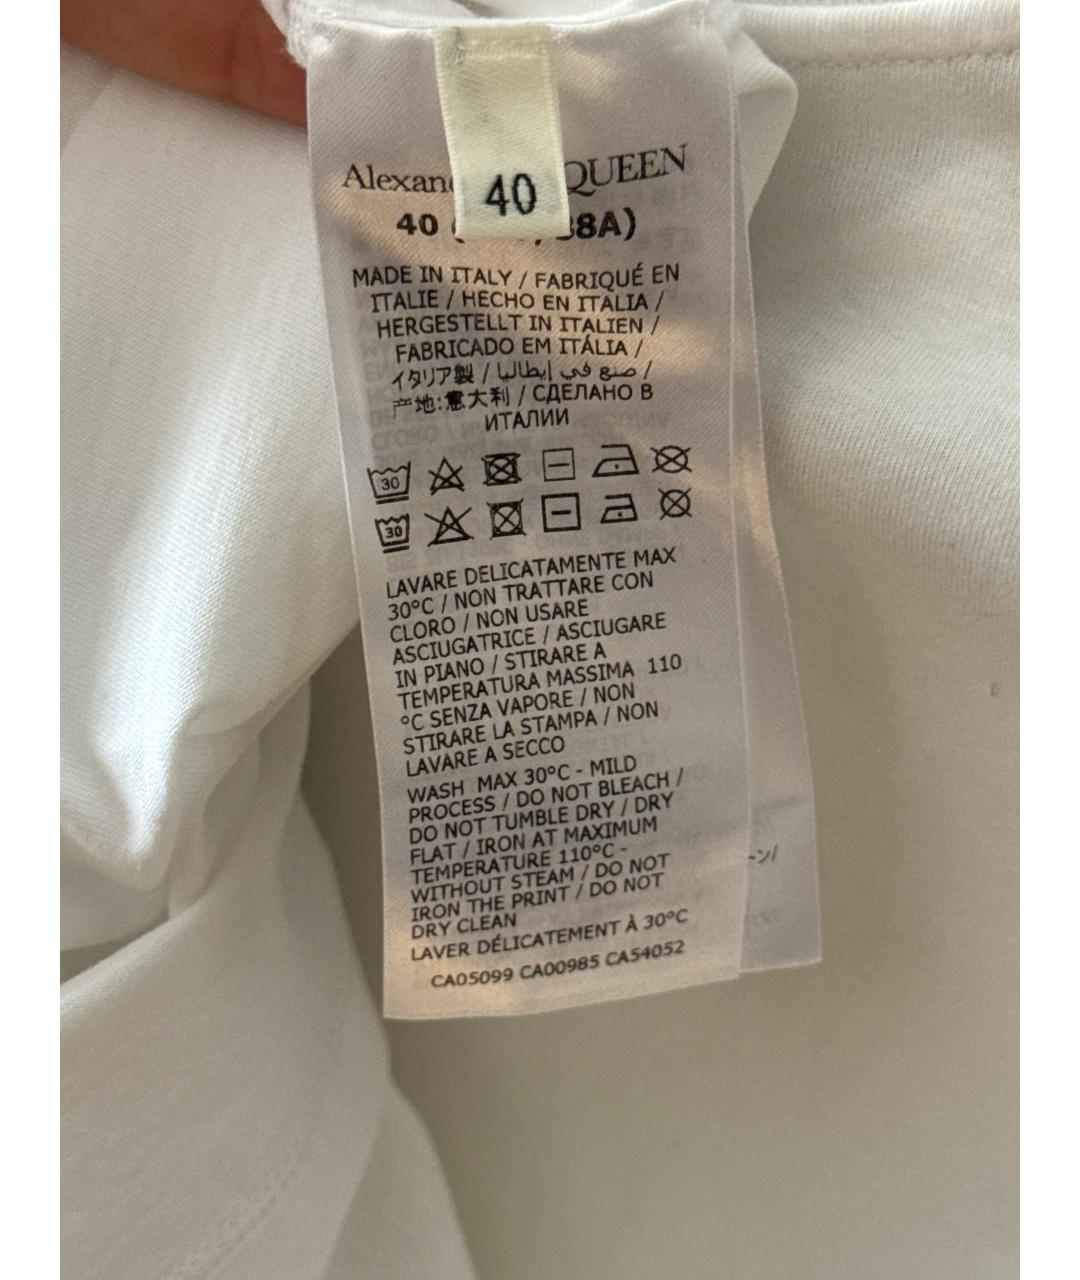 Alexan QUEEN
40
40 ( 38A)
MADE IN ITALY / FABRIQUÉ EN
ITALIE / HECHO EN ITALIA /
HERGESTELLT IN ITALIEN /
FABRICADO EM ITÁLIA /
イタリア製 / صنع في إيطاليا /
产地:意大利 / СДЕЛАНО В
ИТАЛИИ
30
30
LAVARE DELICATAMENTE MAX
30°C / NON TRATTARE CON
CLORO / NON USARE
ASCIUGATRICE / ASCIUGARE
IN PIANO / STIRARE A
TEMPERATURA MASSIMA 110
°C SENZA VAPORE / NON
STIRARE LA STAMPA / NON
LAVARE A SECCO
WASH MAX 30°C - MILD
PROCESS / DO NOT BLEACH /
DO NOT TUMBLE DRY / DRY
FLAT / IRON AT MAXIMUM
TEMPERATURE 110°C -
WITHOUT STEAM / DO NOT
IRON THE PRINT / DO NOT
DRY CLEAN
LAVER DÉLICATEMENT À 30°C
CA05099 CA00985 CA54052